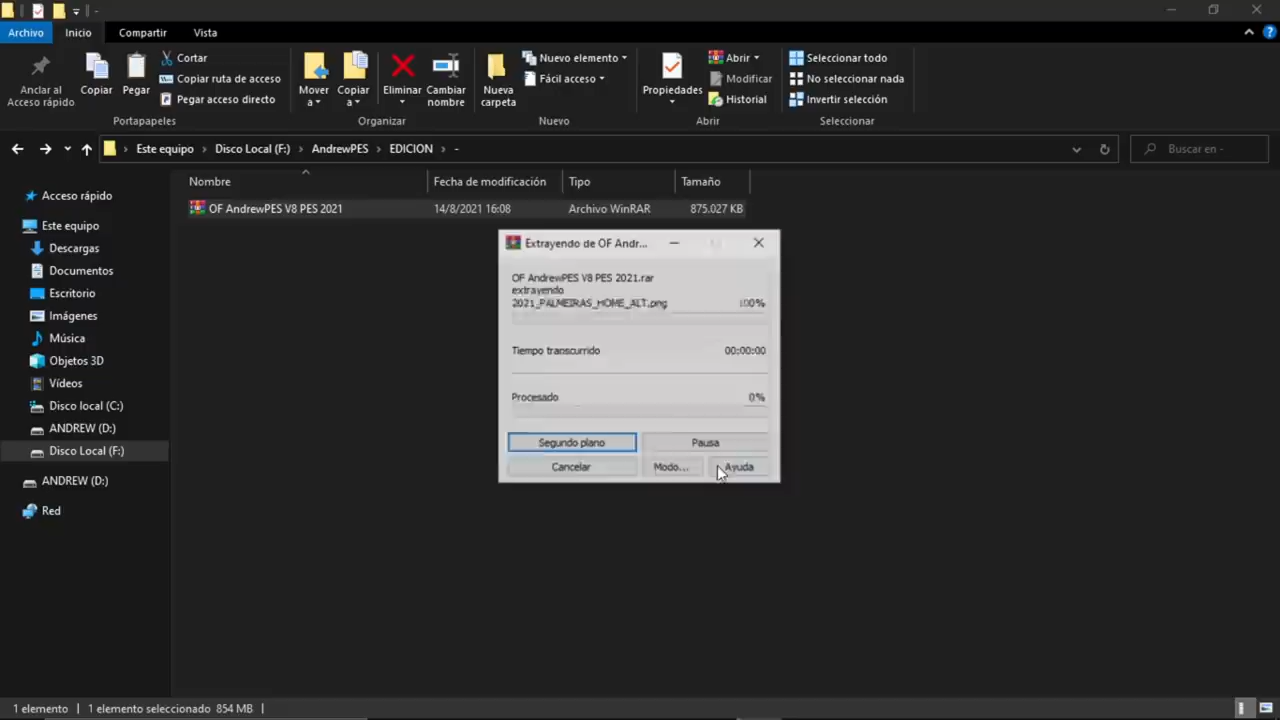 Archivo Inicio Compartir Vista
Anclar al
Acceso rápido
Copiar
Pegar
Cortar
Copiar ruta de acceso
Pegar acceso directo
Portapapeles
Mover
a
Copiar
a
Eliminar
Cambiar
nombre
Organizar
Nueva
carpeta
Nuevo elemento
Fácil acceso
Nuevo
Propiedades
Abrir
Modificar
Historial
Abrir
Seleccionar todo
No seleccionar nada
Invertir selección
Seleccionar
Este equipo › Disco Local (F:) › AndrewPES › EDICION › -
Buscar en -
Nombre Fecha de modificación Tipo Tamaño
OF AndrewPES V8 PES 2021 14/8/2021 16:08 Archivo WinRAR 875.027 KB
Acceso rápido
Este equipo
Descargas
Documentos
Escritorio
Imágenes
Música
Objetos 3D
Vídeos
Disco local (C:)
ANDREW (D:)
Disco Local (F:)
ANDREW (D:)
Red
Extrayendo de OF Andr...
OF AndrewPES V8 PES 2021.rar
extrayendo
2021_PALMEIRAS_HOME_ALT.png 100%
Tiempo transcurrido 00:00:00
Procesado 0%
Segundo plano Pausa
Cancelar Modo... Ayuda
1 elemento | 1 elemento seleccionado 854 MB |